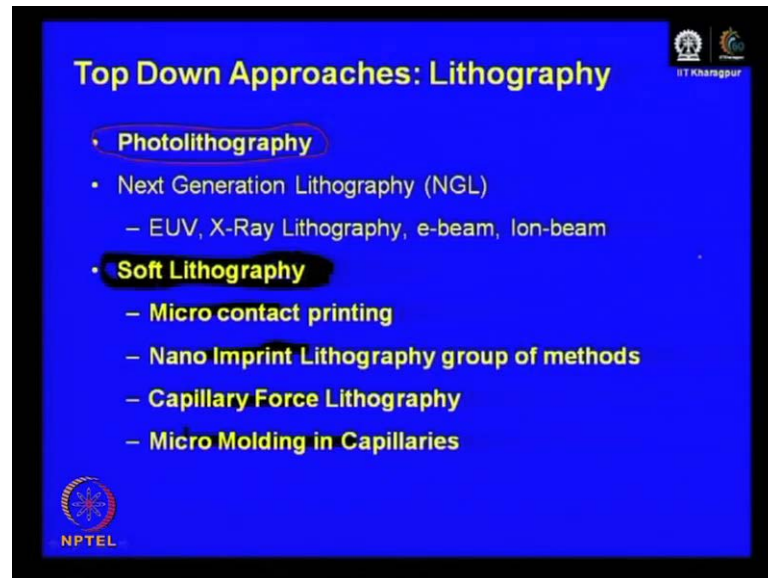 Top Down Approaches: Lithography
IIT Kharagpur
• Photolithography
• Next Generation Lithography (NGL)
– EUV, X-Ray Lithography, e-beam, Ion-beam
• Soft Lithography
– Micro contact printing
– Nano Imprint Lithography group of methods
– Capillary Force Lithography
– Micro Molding in Capillaries
NPTEL